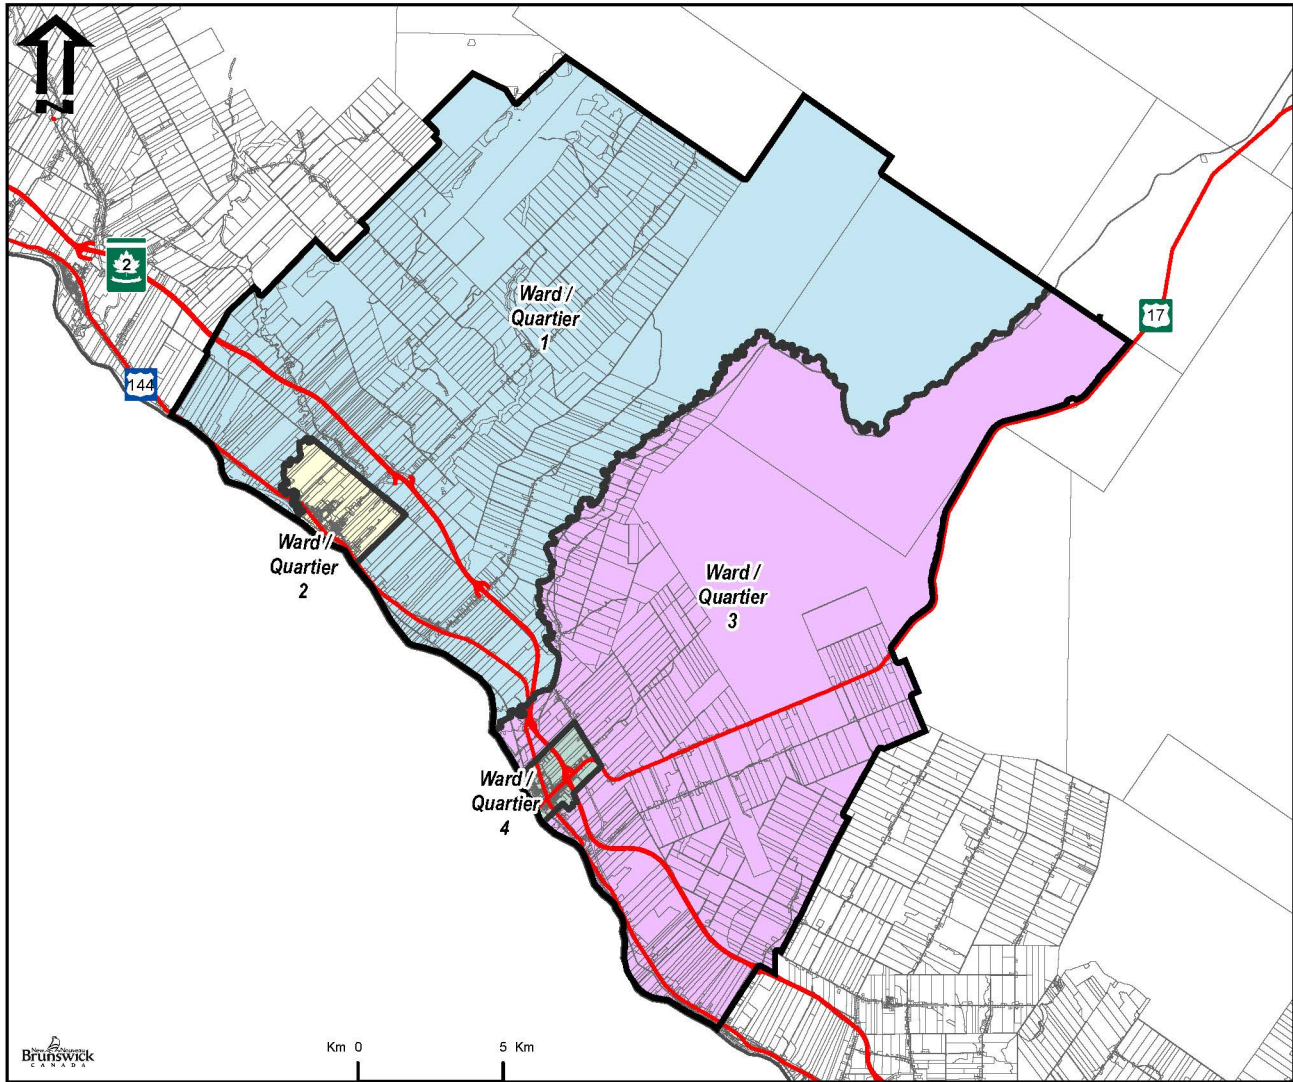 N
2
144
17
Ward /
Quartier
1
Ward /
Quartier
2
Ward /
Quartier
3
Ward /
Quartier
4
Km 0 5 Km
New Nouveau
Brunswick
CANADA